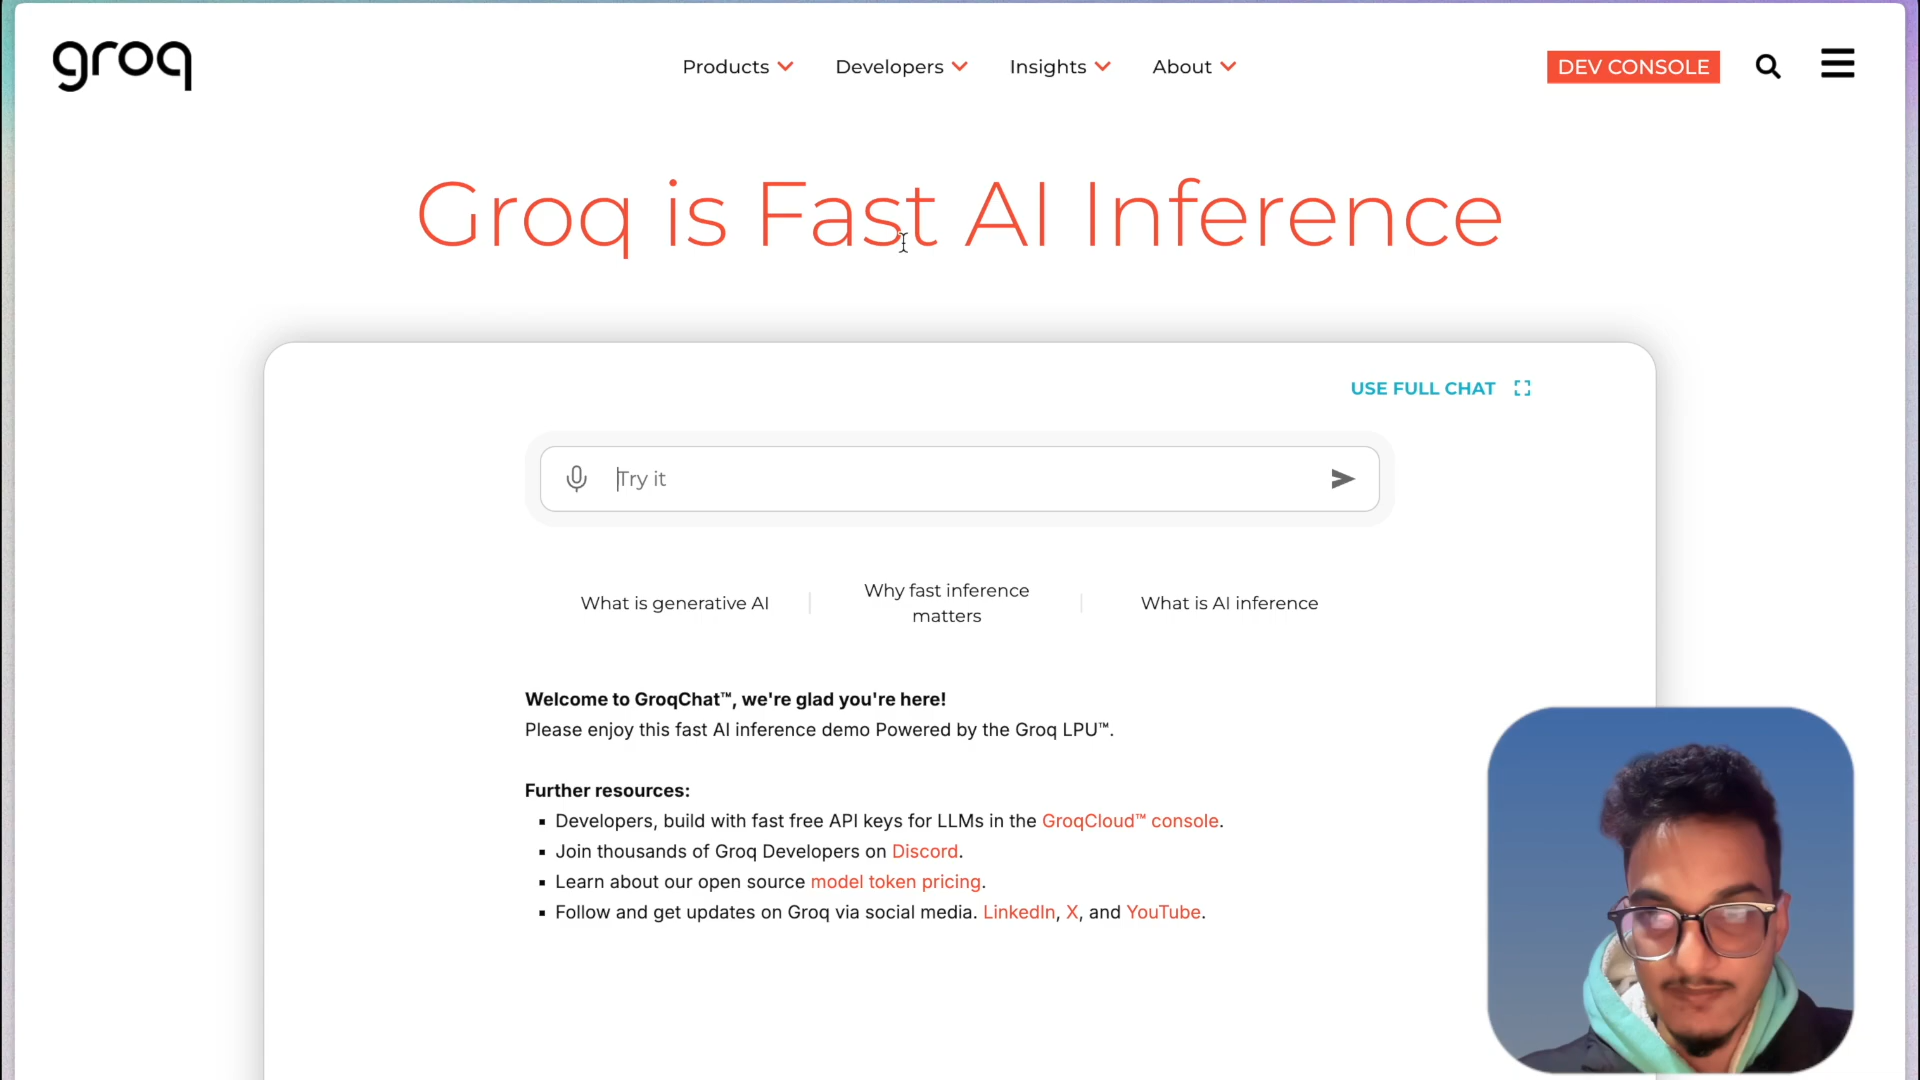 groq
Products
Developers
Insights
About
DEV CONSOLE
Groq is Fast AI Inference
USE FULL CHAT
Try it
What is generative AI
Why fast inference
matters
What is AI inference
Welcome to GroqChat™, we're glad you're here!
Please enjoy this fast AI inference demo Powered by the Groq LPU™.
Further resources:
▪ Developers, build with fast free API keys for LLMs in the GroqCloud™ console.
▪ Join thousands of Groq Developers on Discord.
▪ Learn about our open source model token pricing.
▪ Follow and get updates on Groq via social media. LinkedIn, X, and YouTube.